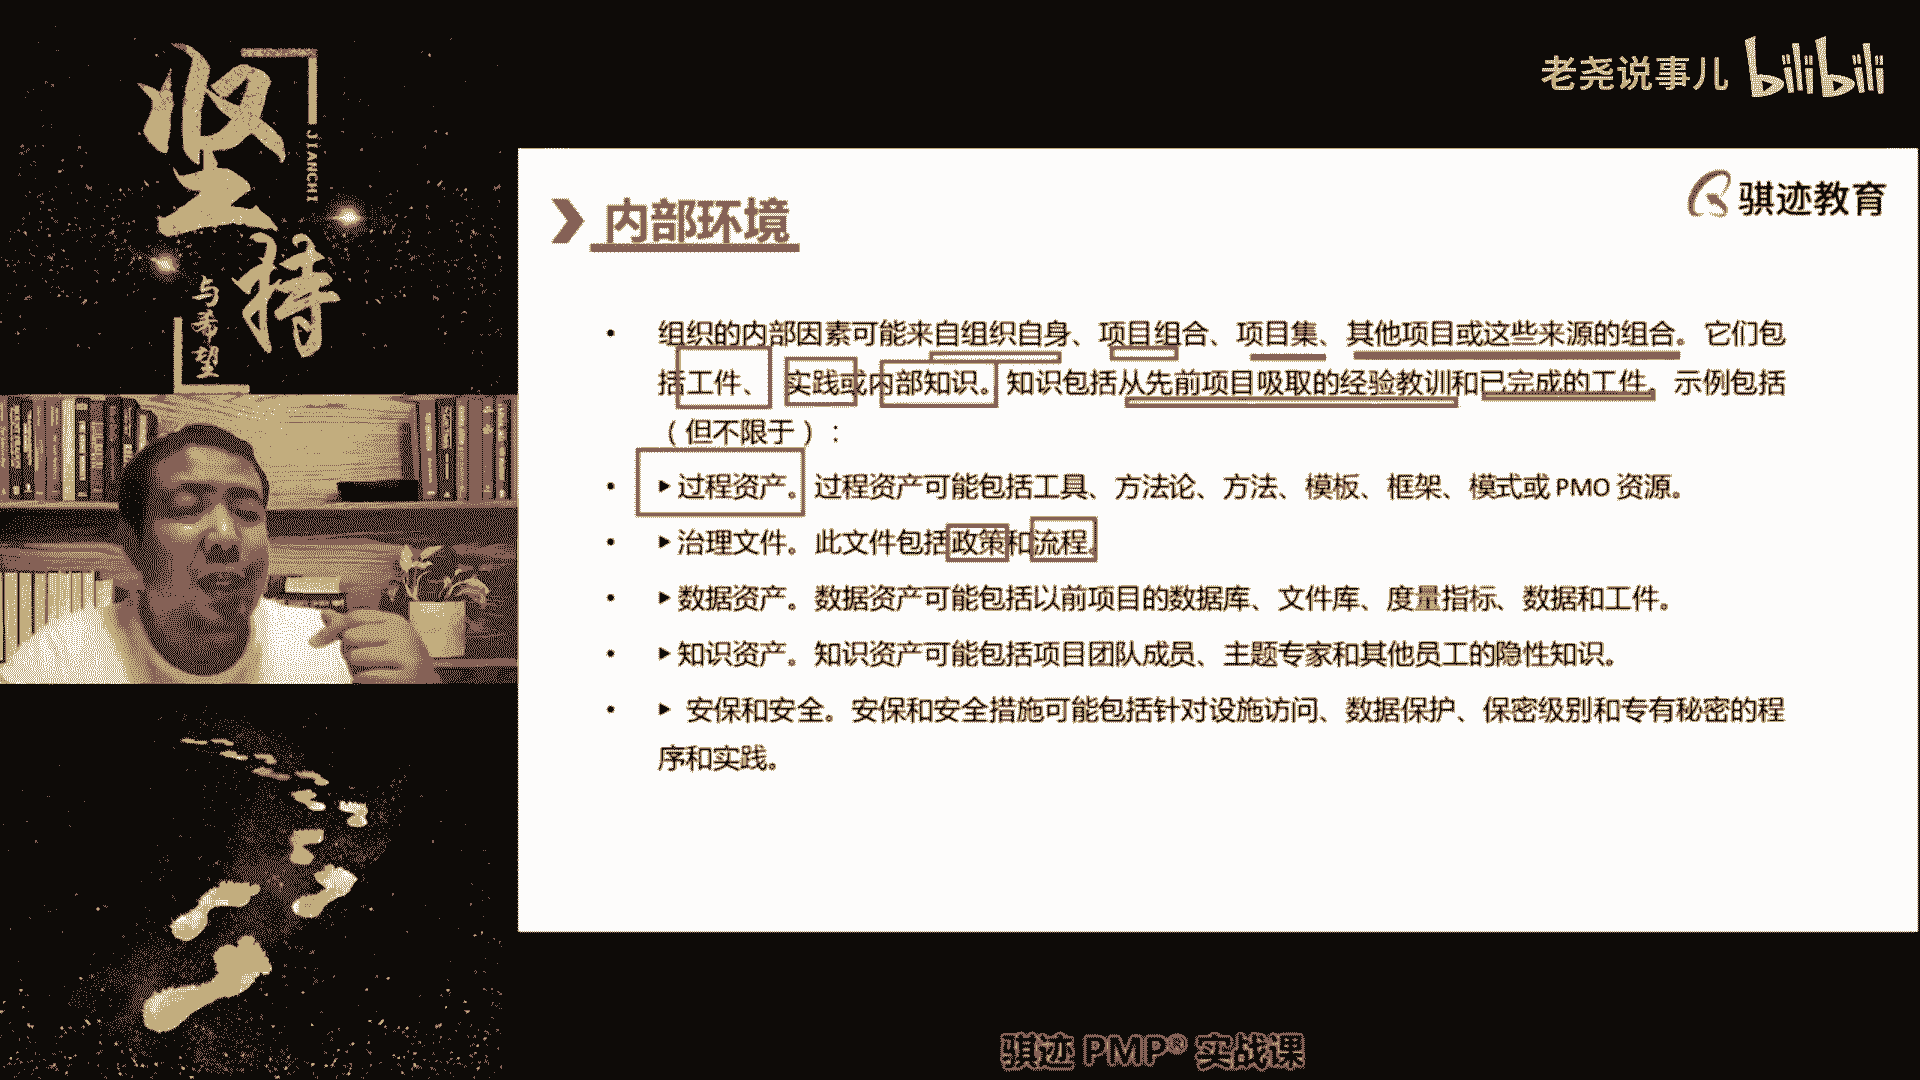 坚持
JIANCHI
与希望
老尧说事儿 bilibili
骐迹教育
内部环境
• 组织的内部因素可能来自组织自身、项目组合、项目集、其他项目或这些来源的组合。它们包
括工件、 实践或内部知识。 知识包括从先前项目吸取的经验教训和已完成的工件。示例包括
（但不限于）：
• ▶过程资产。过程资产可能包括工具、方法论、方法、模板、框架、模式或 PMO 资源。
• ▶治理文件。此文件包括政策和流程。
• ▶数据资产。数据资产可能包括以前项目的数据库、文件库、度量指标、数据和工件。
• ▶知识资产。知识资产可能包括项目团队成员、主题专家和其他员工的隐性知识。
• ▶ 安保和安全。安保和安全措施可能包括针对设施访问、数据保护、保密级别和专有秘密的程
序和实践。
骐迹 PMP® 实战课